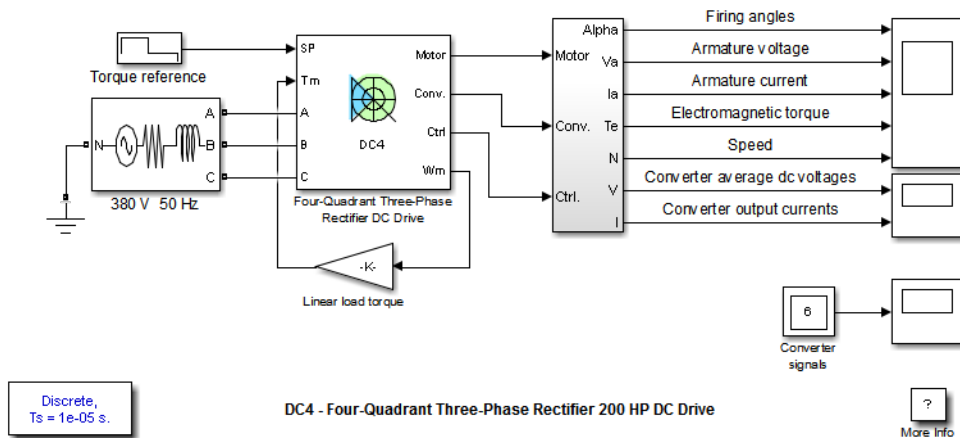 Firing angles
Alpha
SP
Motor
Motor
Armature voltage
Va
Torque reference
Tm
Armature current
Ia
Conv.
A
A
Electromagnetic torque
Conv.
Te
N
B
B
DC4
Ctrl
Speed
N
C
C
Wm
Converter average dc voltages
Ctrl.
V
380 V 50 Hz
Four-Quadrant Three-Phase
Rectifier DC Drive
Converter output currents
I
-K-
Linear load torque
6
Converter
signals
Discrete,
Ts = 1e-05 s.
DC4 - Four-Quadrant Three-Phase Rectifier 200 HP DC Drive
?
More Info